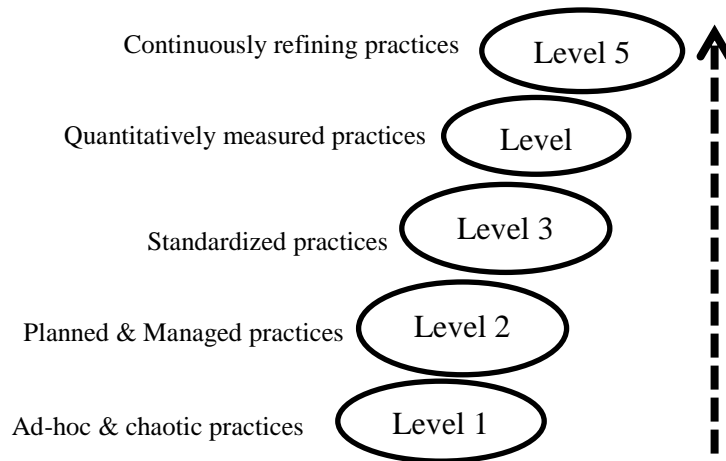 Continuously refining practices
Level 5
Quantitatively measured practices
Level
Standardized practices
Level 3
Planned & Managed practices
Level 2
Ad-hoc & chaotic practices
Level 1